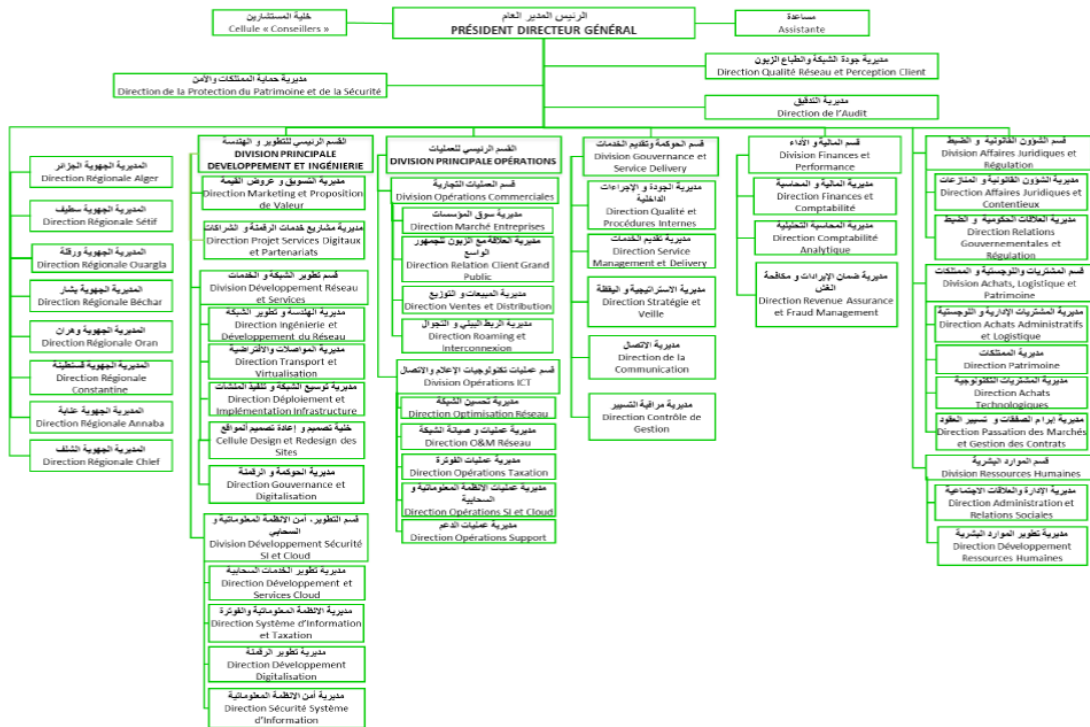 الرئيس المدير العام
PRÉSIDENT DIRECTEUR GÉNÉRAL
خلية المستشارين
Cellule « Conseillers »
مساعدة
Assistante
مديرية جودة الشبكة والطباع الزبون
Direction Qualité Réseau et Perception Client
مديرية حماية الممتلكات والأمن
Direction de la Protection du Patrimoine et de la Sécurité
مديرية التدقيق
Direction de l'Audit
المديرية الجهوية الجزائر
Direction Régionale Alger
المديرية الجهوية سطيف
Direction Régionale Sétif
المديرية الجهوية ورقلة
Direction Régionale Ouargla
المديرية الجهوية بشار
Direction Régionale Béchar
المديرية الجهوية وهران
Direction Régionale Oran
المديرية الجهوية قسنطينة
Direction Régionale
Constantine
المديرية الجهوية عنابة
Direction Régionale Annaba
المديرية الجهوية الشلف
Direction Régionale Chlef
القسم الرئيسي للتطوير و الهندسة
DIVISION PRINCIPALE
DEVELOPPEMENT ET INGÉNIERIE
مديرية التسويق و عروض القيمة
Direction Marketing et Proposition
de Valeur
مديرية مشاريع خدمات الرقمنة و الشراكات
Direction Projet Services Digitaux
et Partenariats
قسم تطوير الشبكة و الخدمات
Division Développement Réseau
et Services
مديرية الهندسة و تطوير الشبكة
Direction Ingénierie et
Développement du Réseau
مديرية المواصلات والافتراضية
Direction Transport et
Virtualisation
مديرية توسيع الشبكة و تنفيذ المنشآت
Direction Déploiement et
Implémentation Infrastructure
خلية تصميم و إعادة تصميم المواقع
Cellule Design et Redesign des
Sites
مديرية الحوكمة و الرقمنة
Direction Gouvernance et
Digitalisation
قسم التطوير، أمن الانظمة المعلوماتية و
السحابي
Division Développement Sécurité
SI et Cloud
مديرية تطوير الخدمات السحابية
Direction Développement et
Services Cloud
مديرية الانظمة المعلوماتية والفوترة
Direction Système d'Information
et Taxation
مديرية تطوير الرقمنة
Direction Développement
Digitalisation
مديرية أمن الانظمة المعلوماتية
Direction Sécurité Système
d'Information
القسم الرئيسي للعمليات
DIVISION PRINCIPALE OPÉRATIONS
قسم العمليات التجارية
Division Opérations Commerciales
مديرية سوق المؤسسات
Direction Marché Entreprises
مديرية العلاقة مع الزبون للجمهور
الواسع
Direction Relation Client Grand
Public
مديرية المبيعات و التوزيع
Direction Ventes et Distribution
مديرية الربط البيني و التجوال
Direction Roaming et
Interconnexion
قسم عمليات تكنولوجيات الإعلام والاتصال
Division Opérations ICT
مديرية تحسين الشبكة
Direction Optimisation Réseau
مديرية عمليات و صيانة الشبكة
Direction O&M Réseau
مديرية عمليات الفوترة
Direction Opérations Taxation
مديرية عمليات الانظمة المعلوماتية و
السحابية
Direction Opérations SI et Cloud
مديرية عمليات الدعم
Direction Opérations Support
قسم الحوكمة وتقديم الخدمات
Division Gouvernance et
Service Delivery
مديرية الجودة و الإجراءات
الداخلية
Direction Qualité et
Procédures Internes
مديرية تقديم الخدمات
Direction Service
Management et Delivery
مديرية الاستراتيجية و اليقظة
Direction Stratégie et
Veille
مديرية الاتصال
Direction de la
Communication
مديرية مراقبة التسيير
Direction Contrôle de
Gestion
قسم المالية و الأداء
Division Finances et
Performance
مديرية المالية و المحاسبة
Direction Finances et
Comptabilité
مديرية المحاسبة التحليلية
Direction Comptabilité
Analytique
مديرية ضمان الإيرادات و مكافحة
الغش
Direction Revenue Assurance
et Fraud Management
قسم الشؤون القانونية و الضبط
Division Affaires Juridiques et
Régulation
مديرية الشؤون القانونية و المنازعات
Direction Affaires Juridiques et
Contentieux
مديرية العلاقات الحكومية و الضبط
Direction Relations
Gouvernementales et
Régulation
قسم المشتريات واللوجستية و الممتلكات
Division Achats, Logistique et
Patrimoine
مديرية المشتريات الإدارية و اللوجستية
Direction Achats Administratifs
et Logistique
مديرية الممتلكات
Direction Patrimoine
مديرية المشتريات التكنولوجية
Direction Achats
Technologiques
مديرية إبرام الصفقات و تسيير العقود
Direction Passation des Marchés
et Gestion des Contrats
قسم الموارد البشرية
Division Ressources Humaines
مديرية الإدارة والعلاقات الاجتماعية
Direction Administration et
Relations Sociales
مديرية تطوير الموارد البشرية
Direction Développement
Ressources Humaines